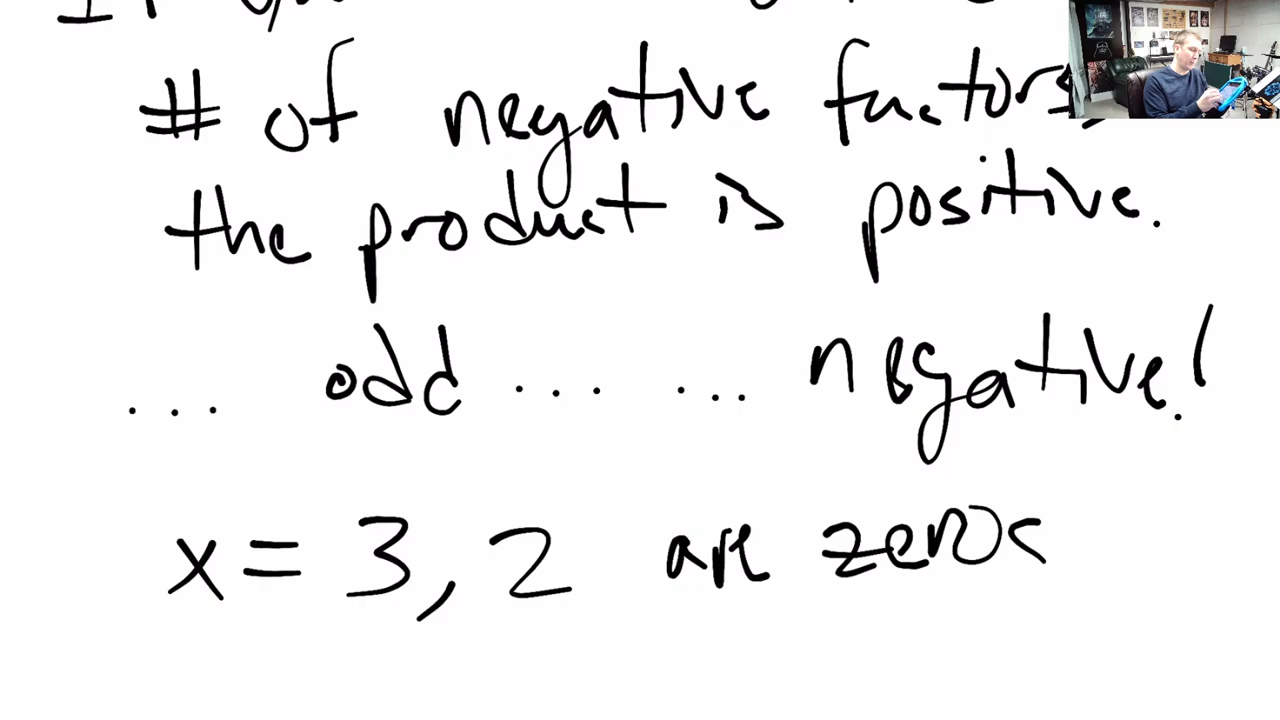 # of negative factors
the product is positive.
... odd ... ... negative!
x = 3, 2 are zeros